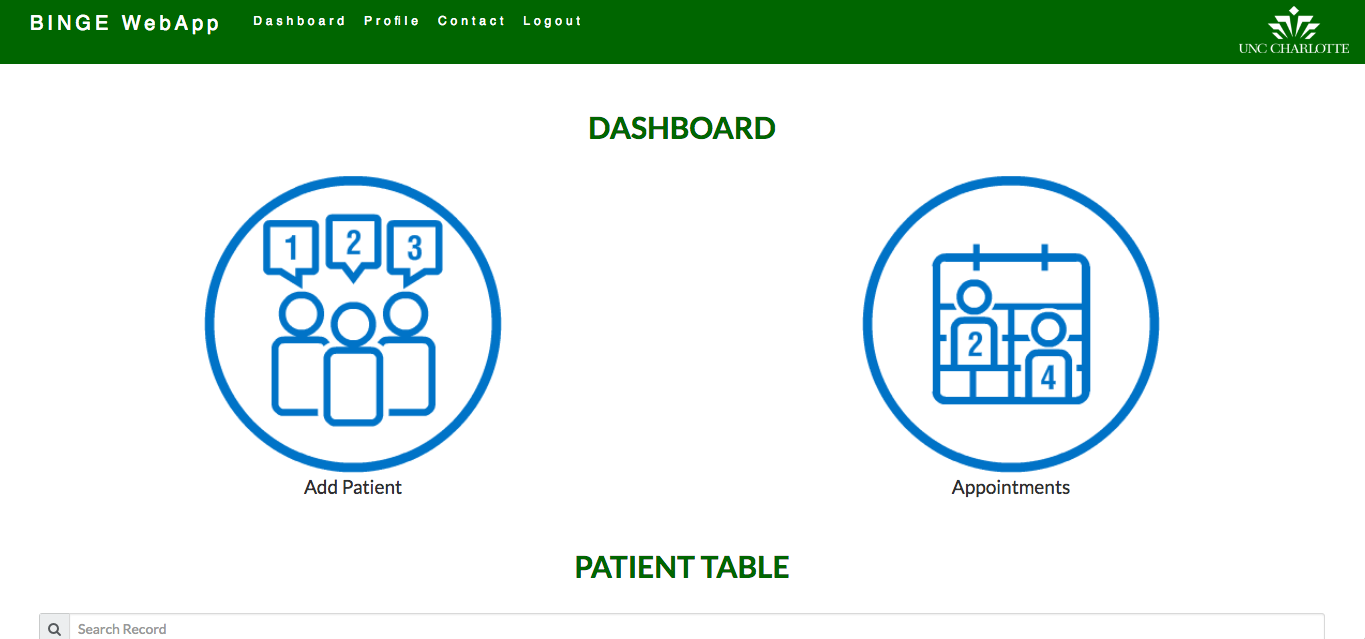 BINGE WebApp Dashboard Profile Contact Logout
UNC CHARLOTTE
DASHBOARD
1 2 3
2
4
Add Patient Appointments
PATIENT TABLE
Search Record